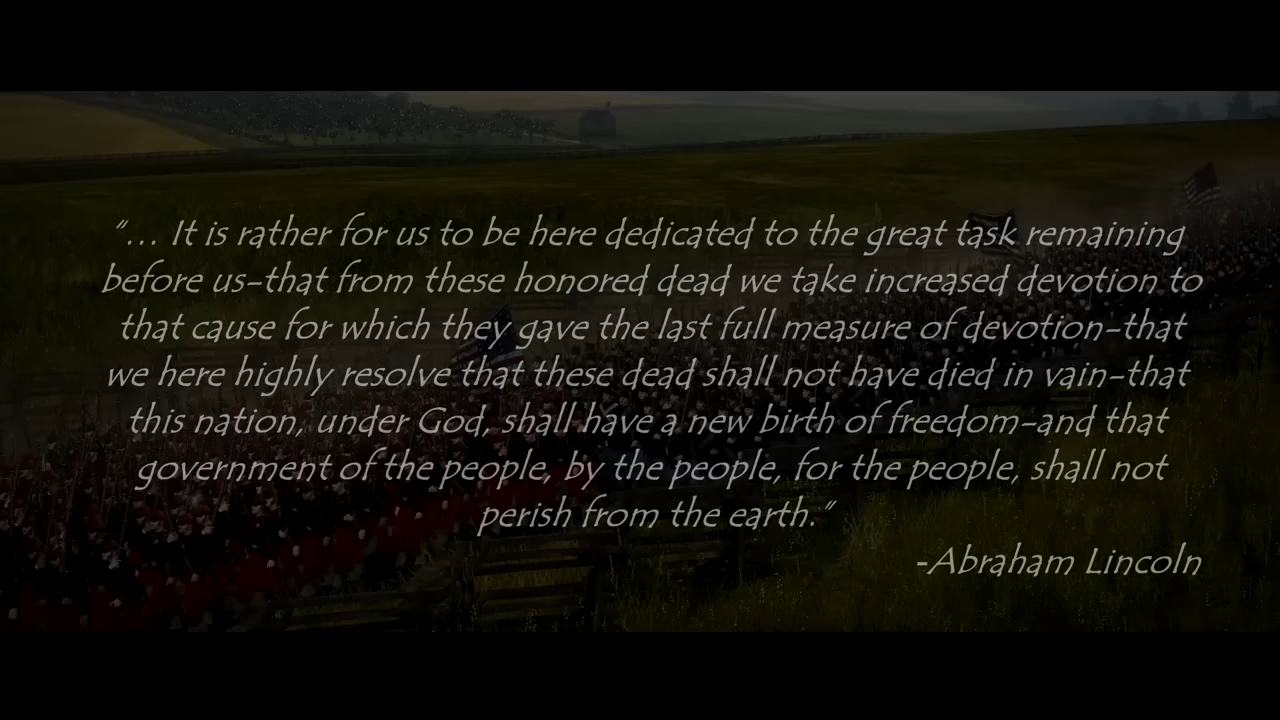 “... It is rather for us to be here dedicated to the great task remaining
before us-that from these honored dead we take increased devotion to
that cause for which they gave the last full measure of devotion-that
we here highly resolve that these dead shall not have died in vain-that
this nation, under God, shall have a new birth of freedom-and that
government of the people, by the people, for the people, shall not
perish from the earth.“
-Abraham Lincoln